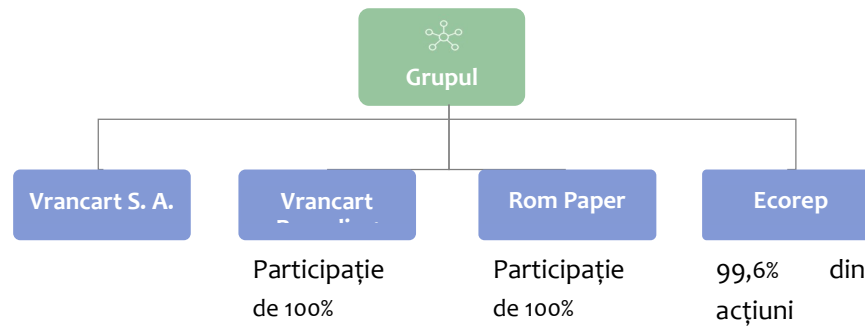 Grupul
Vrancart S. A.
Vrancart
Rom Paper
Ecorep
Participație
de 100%
Participație
de 100%
99,6% din
acțiuni